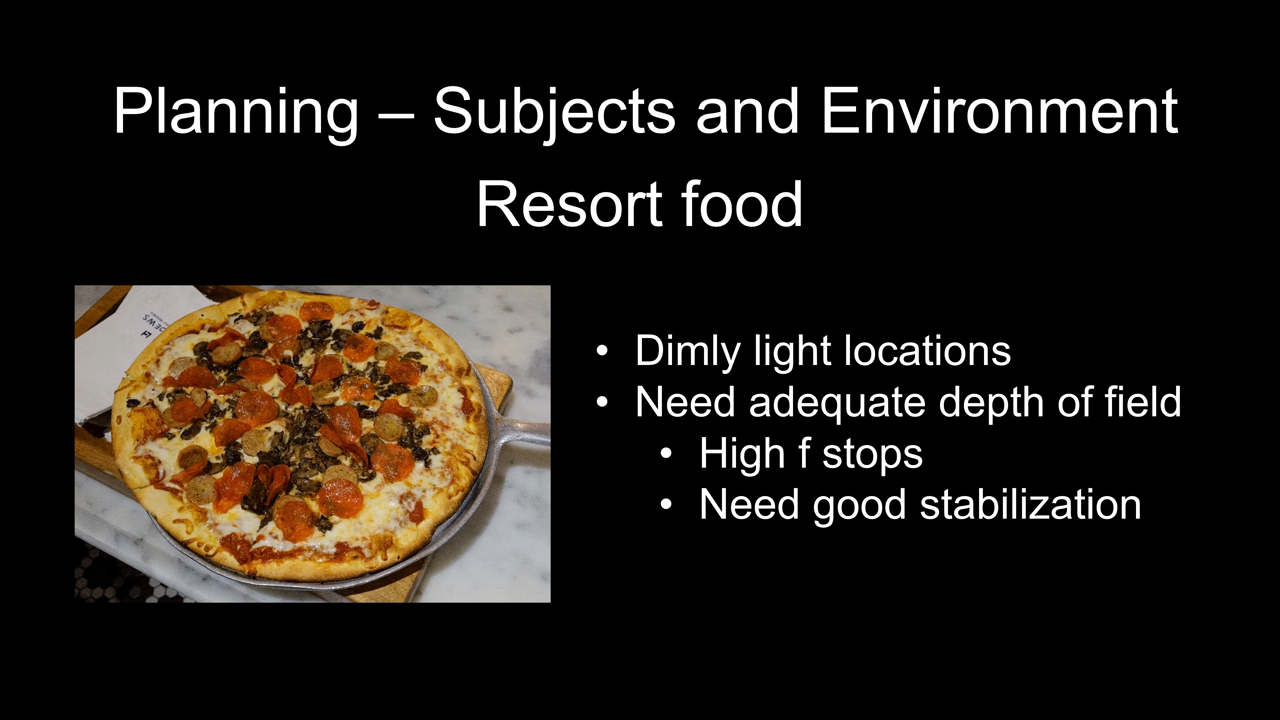 Planning – Subjects and Environment
Resort food
• Dimly light locations
• Need adequate depth of field
• High f stops
• Need good stabilization